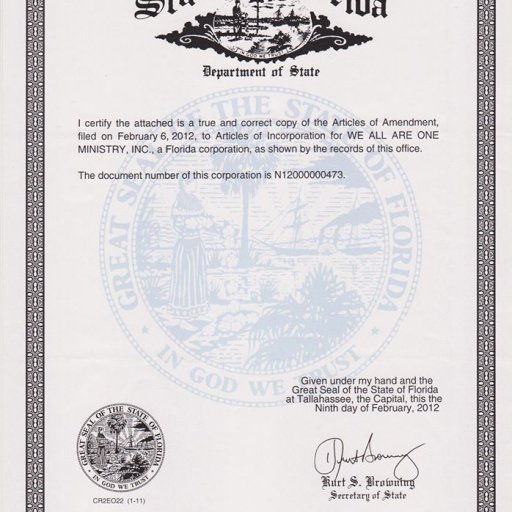 Department of State
I certify the attached is a true and correct copy of the Articles of Amendment,
filed on February 6, 2012, to Articles of Incorporation for WE ALL ARE ONE
MINISTRY, INC., a Florida corporation, as shown by the records of this office.
The document number of this corporation is N12000000473.
GREAT SEAL OF THE STATE OF FLORIDA
IN GOD WE TRUST
Given under my hand and the
Great Seal of the State of Florida
at Tallahassee, the Capital, this the
Ninth day of February, 2012
GREAT SEAL OF THE STATE OF FLORIDA
IN GOD WE TRUST
CR2EO22 (1-11)
Kurt S. Browning
Kurt S. Browning
Secretary of State